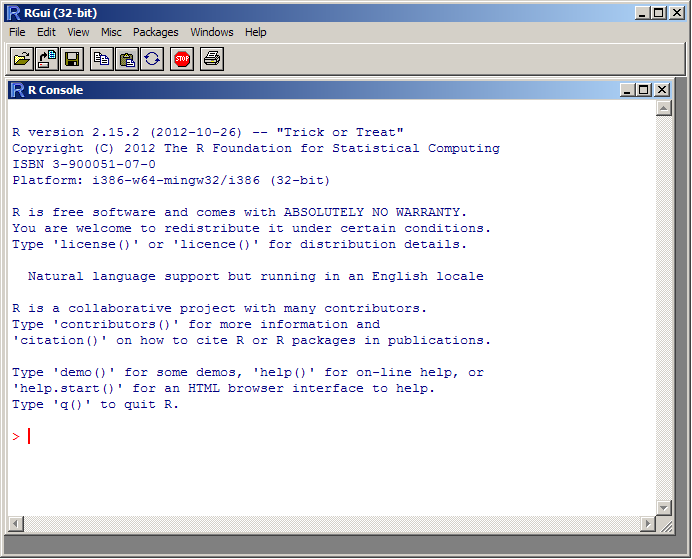 RGui (32-bit)
File Edit View Misc Packages Windows Help
STOP
R Console
R version 2.15.2 (2012-10-26) -- "Trick or Treat"
Copyright (C) 2012 The R Foundation for Statistical Computing
ISBN 3-900051-07-0
Platform: i386-w64-mingw32/i386 (32-bit)
R is free software and comes with ABSOLUTELY NO WARRANTY.
You are welcome to redistribute it under certain conditions.
Type 'license()' or 'licence()' for distribution details.
Natural language support but running in an English locale
R is a collaborative project with many contributors.
Type 'contributors()' for more information and
'citation()' on how to cite R or R packages in publications.
Type 'demo()' for some demos, 'help()' for on-line help, or
'help.start()' for an HTML browser interface to help.
Type 'q()' to quit R.
>